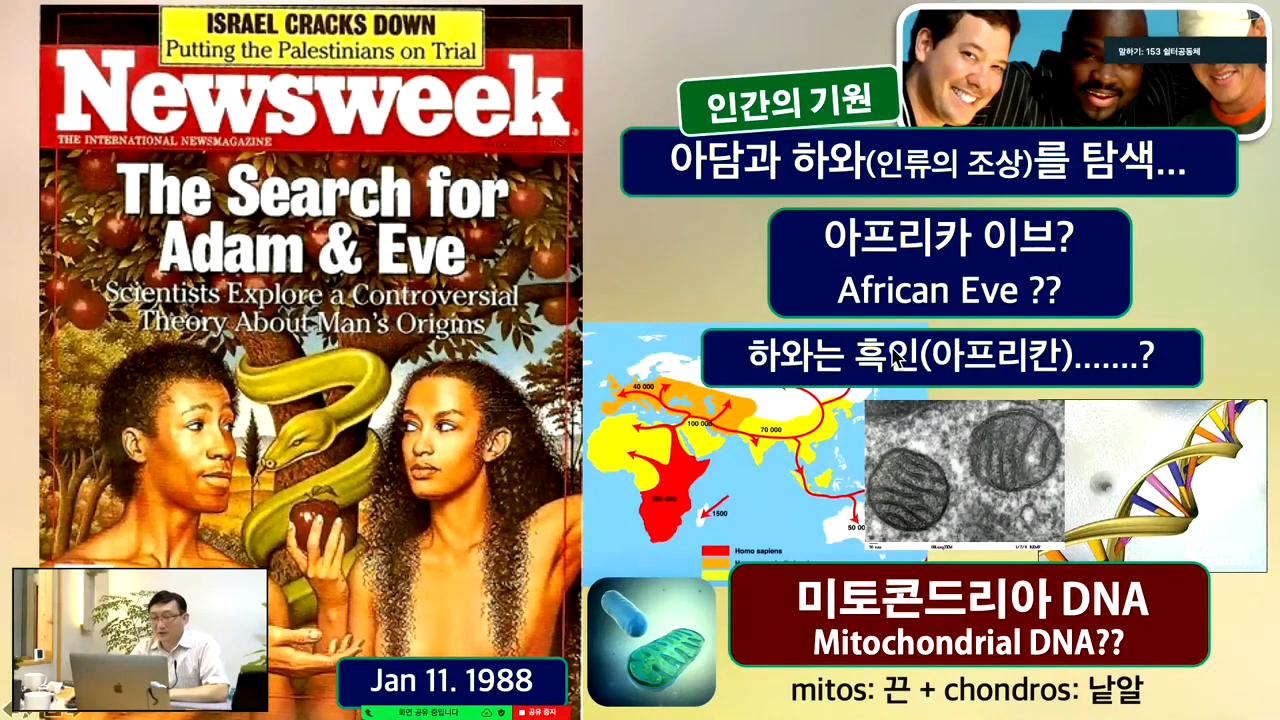 ISRAEL CRACKS DOWN
Putting the Palestinians on Trial
Newsweek
THE INTERNATIONAL NEWSMAGAZINE
The Search for
Adam & Eve
Scientists Explore a Controversial
Theory About Man's Origins
Jan 11. 1988
화면 공유 중입니다
공유 중지
말하기: 153 쉴터공동체
인간의 기원
아담과 하와(인류의 조상)를 탐색...
아프리카 이브?
African Eve ??
하와는 흑인(아프리칸).......?
40 000
100 000
70 000
1500
50 00
Homo sapiens
미토콘드리아 DNA
Mitochondrial DNA??
mitos: 끈 + chondros: 낱알